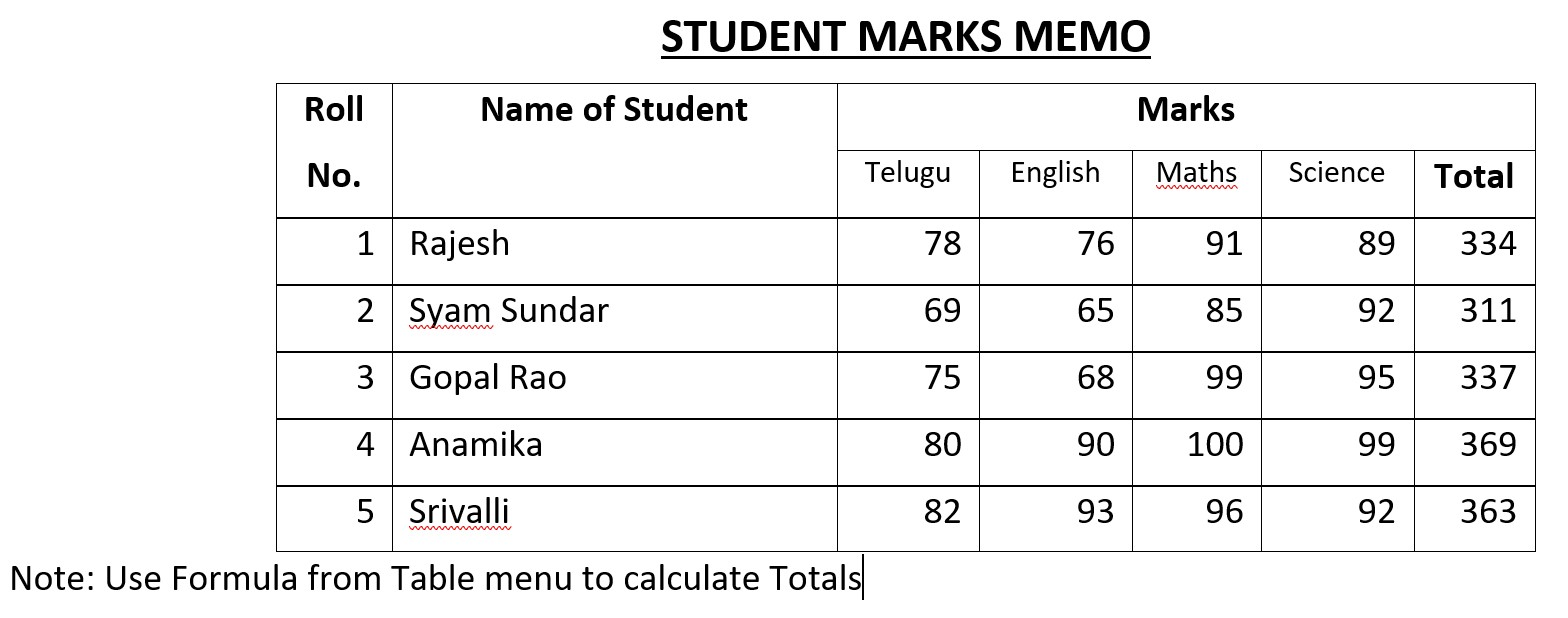 STUDENT MARKS MEMO
Roll No. Name of Student Marks
Telugu English Maths Science Total
1 Rajesh 78 76 91 89 334
2 Syam Sundar 69 65 85 92 311
3 Gopal Rao 75 68 99 95 337
4 Anamika 80 90 100 99 369
5 Srivalli 82 93 96 92 363
Note: Use Formula from Table menu to calculate Totals